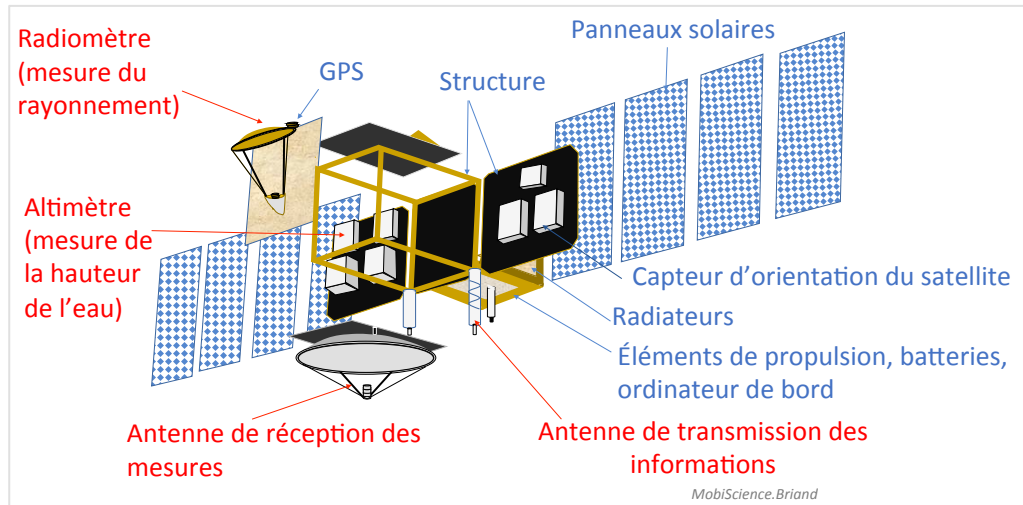 Radiomètre
(mesure du
rayonnement)
GPS
Structure
Panneaux solaires
Altimètre
(mesure de
la hauteur
de l’eau)
Capteur d’orientation du satellite
Radiateurs
Éléments de propulsion, batteries,
ordinateur de bord
Antenne de réception des
mesures
Antenne de transmission des
informations
MobiScience.Briand